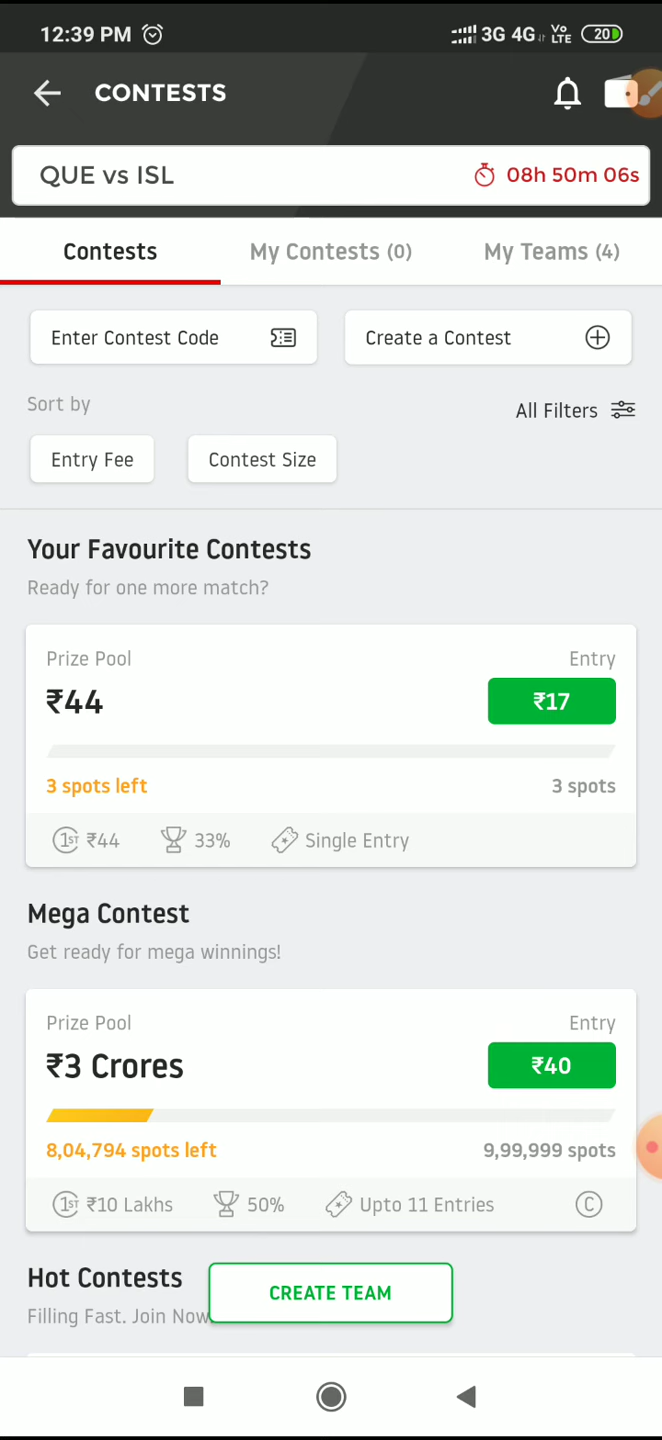 12:39 PM 3G 4G Vo LTE 20
CONTESTS
QUE vs ISL 08h 50m 06s
Contests My Contests (0) My Teams (4)
Enter Contest Code Create a Contest
Sort by
All Filters
Entry Fee Contest Size
Your Favourite Contests
Ready for one more match?
Prize Pool Entry
₹44 ₹17
3 spots left 3 spots
1ST ₹44 33% Single Entry
Mega Contest
Get ready for mega winnings!
Prize Pool Entry
₹3 Crores ₹40
8,04,794 spots left 9,99,999 spots
1ST ₹10 Lakhs 50% Upto 11 Entries C
Hot Contests
CREATE TEAM
Filling Fast. Join Now